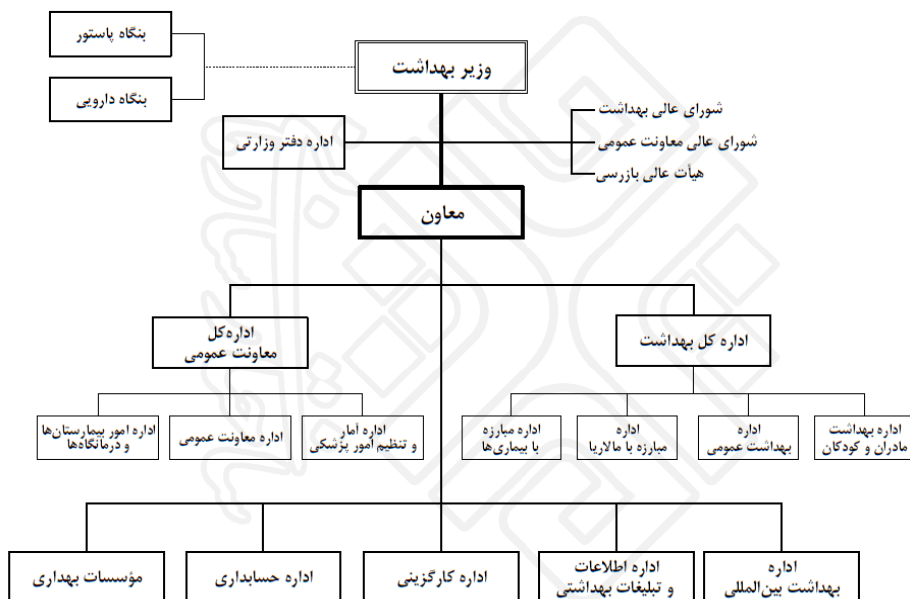 بنگاه پاستور
وزیر بهداشت
بنگاه دارویی
شورای عالی بهداشت
اداره دفتر وزارتی
شورای عالی معاونت عمومی
هیأت عالی بازرسی
معاون
اداره کل بهداشت
اداره‌کل
معاونت عمومی
اداره بهداشت
مادران و کودکان
اداره
بهداشت عمومی
اداره
مبارزه با مالاریا
اداره مبارزه
با بیماری‌ها
اداره آمار
و تنظیم امور پزشکی
اداره معاونت عمومی
اداره امور بیمارستان‌ها
و درمانگاه‌ها
اداره
بهداشت بین‌المللی
اداره اطلاعات
و تبلیغات بهداشتی
اداره کارگزینی
اداره حسابداری
مؤسسات بهداری